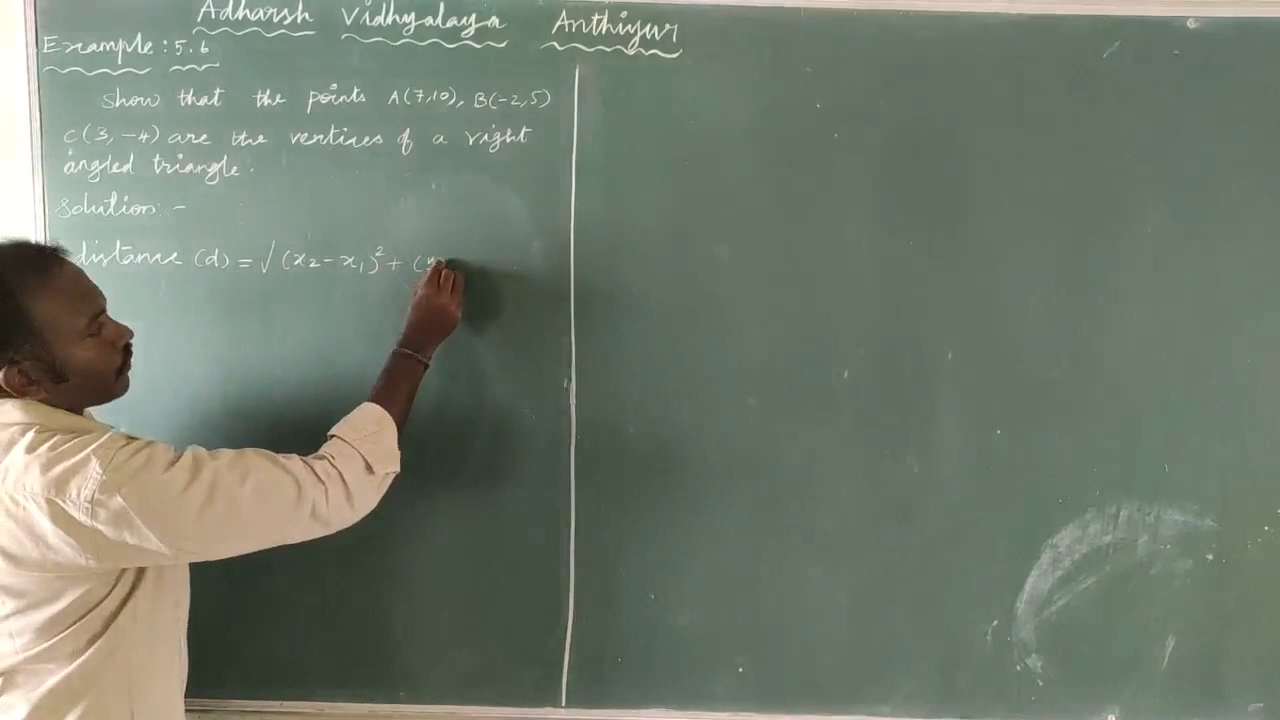 Adharsh Vidhyalaya Anthiyur
Example : 5.6
Show that the points A(7,10), B(-2,5)
C(3,-4) are the vertices of a right
angled triangle.
Solution:-
distance (d) = √(x₂-x₁)²+(y